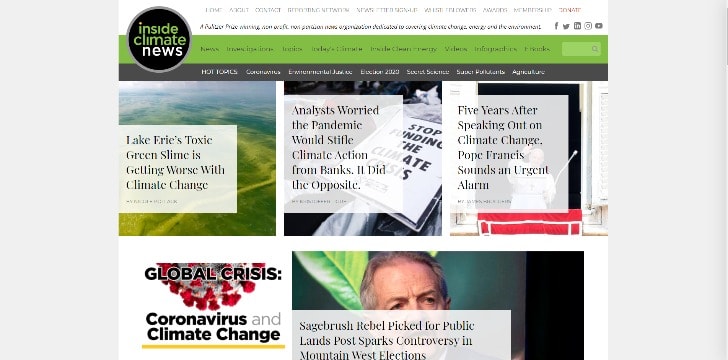 HOME ABOUT CONTACT REPORTING NETWORK NEWSLETTER SIGN-UP WHISTLEBLOWERS AWARDS MEMBERSHIP DONATE
inside
climate
news
A Pulitzer Prize-winning, non-profit, non-partisan news organization dedicated to covering climate change, energy and the environment.
News Investigations Topics Today's Climate Inside Clean Energy Videos Infographics EBooks
HOT TOPICS Coronavirus Environmental Justice Election 2020 Secret Science Super-Pollutants Agriculture
Lake Erie's Toxic
Green Slime is
Getting Worse With
Climate Change
Analysts Worried
the Pandemic
Would Stifle
Climate Action
from Banks. It Did
the Opposite.
STOP
FUNDING
THE
CLIMATE
Five Years After
Speaking Out on
Climate Change,
Pope Francis
Sounds an Urgent
Alarm
GLOBAL CRISIS:
Coronavirus and
Climate Change
Sagebrush Rebel Picked for Public
Lands Post Sparks Controversy in
Mountain West Elections